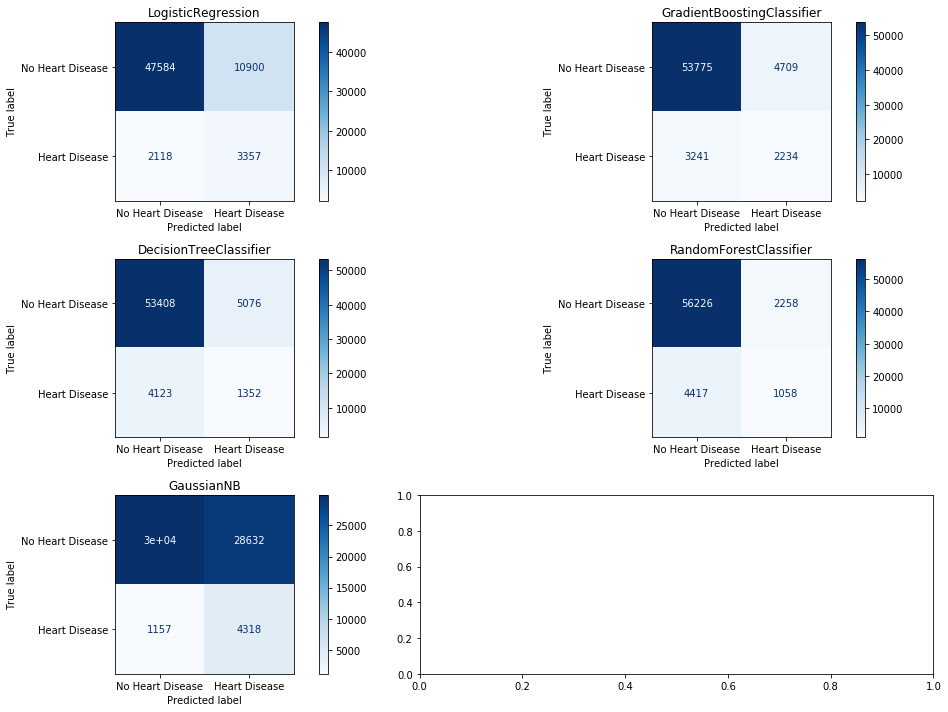 LogisticRegression
True label
No Heart Disease
Heart Disease
47584
10900
2118
3357
No Heart Disease
Heart Disease
Predicted label
40000
30000
20000
10000
GradientBoostingClassifier
True label
No Heart Disease
Heart Disease
53775
4709
3241
2234
No Heart Disease
Heart Disease
Predicted label
50000
40000
30000
20000
10000
DecisionTreeClassifier
True label
No Heart Disease
Heart Disease
53408
5076
4123
1352
No Heart Disease
Heart Disease
Predicted label
50000
40000
30000
20000
10000
RandomForestClassifier
True label
No Heart Disease
Heart Disease
56226
2258
4417
1058
No Heart Disease
Heart Disease
Predicted label
50000
40000
30000
20000
10000
GaussianNB
True label
No Heart Disease
Heart Disease
3e+04
28632
1157
4318
No Heart Disease
Heart Disease
Predicted label
25000
20000
15000
10000
5000
1.0
0.8
0.6
0.4
0.2
0.0
0.0
0.2
0.4
0.6
0.8
1.0